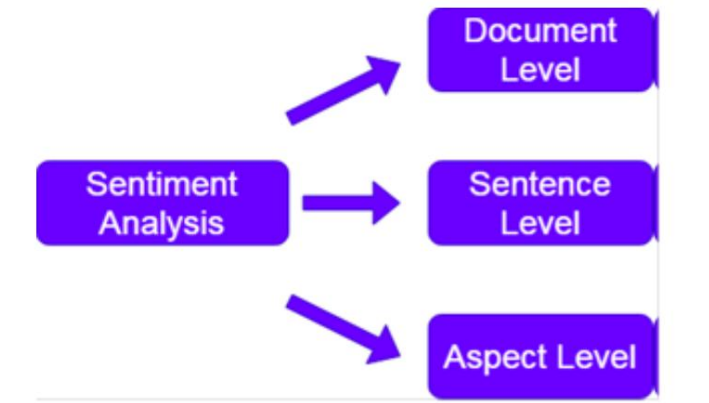 Document
Level
Sentiment
Analysis
Sentence
Level
Aspect Level